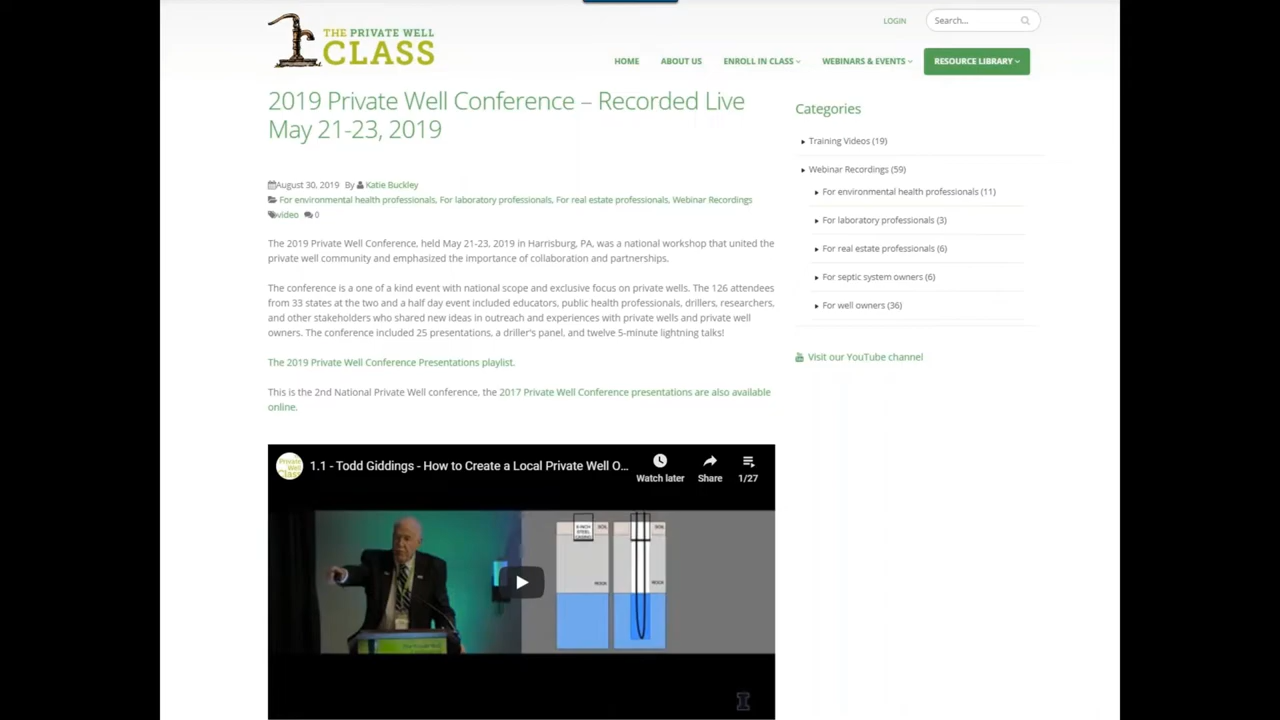 THE PRIVATE WELL
CLASS
LOGIN
Search...
HOME ABOUT US ENROLL IN CLASS WEBINARS & EVENTS RESOURCE LIBRARY
2019 Private Well Conference – Recorded Live
May 21-23, 2019
August 30, 2019 By Katie Buckley
For environmental health professionals, For laboratory professionals, For real estate professionals, Webinar Recordings
video 0
The 2019 Private Well Conference, held May 21-23, 2019 in Harrisburg, PA, was a national workshop that united the
private well community and emphasized the importance of collaboration and partnerships.
The conference is a one of a kind event with national scope and exclusive focus on private wells. The 126 attendees
from 33 states at the two and a half day event included educators, public health professionals, drillers, researchers,
and other stakeholders who shared new ideas in outreach and experiences with private wells and private well
owners. The conference included 25 presentations, a driller's panel, and twelve 5-minute lightning talks!
The 2019 Private Well Conference Presentations playlist.
This is the 2nd National Private Well conference, the 2017 Private Well Conference presentations are also available
online.
Private
Well
Class
1.1 - Todd Giddings - How to Create a Local Private Well O...
Watch later
Share
1/27
6-INCH
STEEL
CASING
SOIL
SOIL
ROCK
ROCK
Categories
Training Videos (19)
Webinar Recordings (59)
For environmental health professionals (11)
For laboratory professionals (3)
For real estate professionals (6)
For septic system owners (6)
For well owners (36)
Visit our YouTube channel